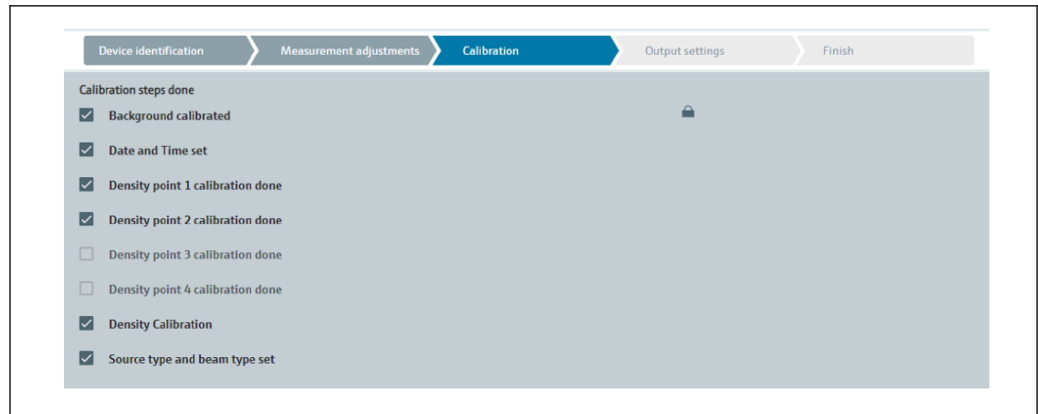 Device identification
Measurement adjustments
Calibration
Output settings
Finish
Calibration steps done
Background calibrated
Date and Time set
Density point 1 calibration done
Density point 2 calibration done
Density point 3 calibration done
Density point 4 calibration done
Density Calibration
Source type and beam type set